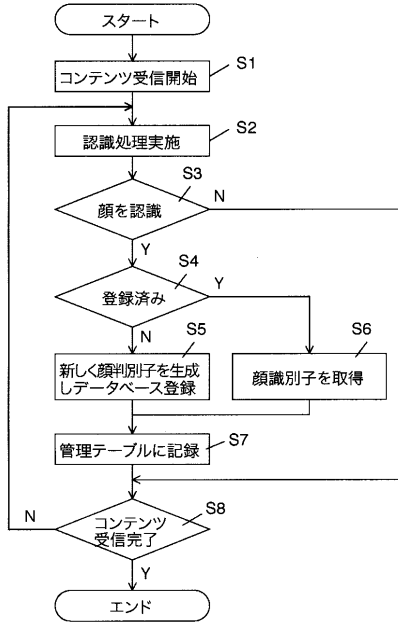 スタート
コンテンツ受信開始
S1
認識処理実施
S2
顔を認識
S3
N
Y
登録済み
S4
Y
N
新しく顔判別子を生成
しデータベース登録
S5
顔識別子を取得
S6
管理テーブルに記録
S7
コンテンツ
受信完了
S8
N
Y
エンド